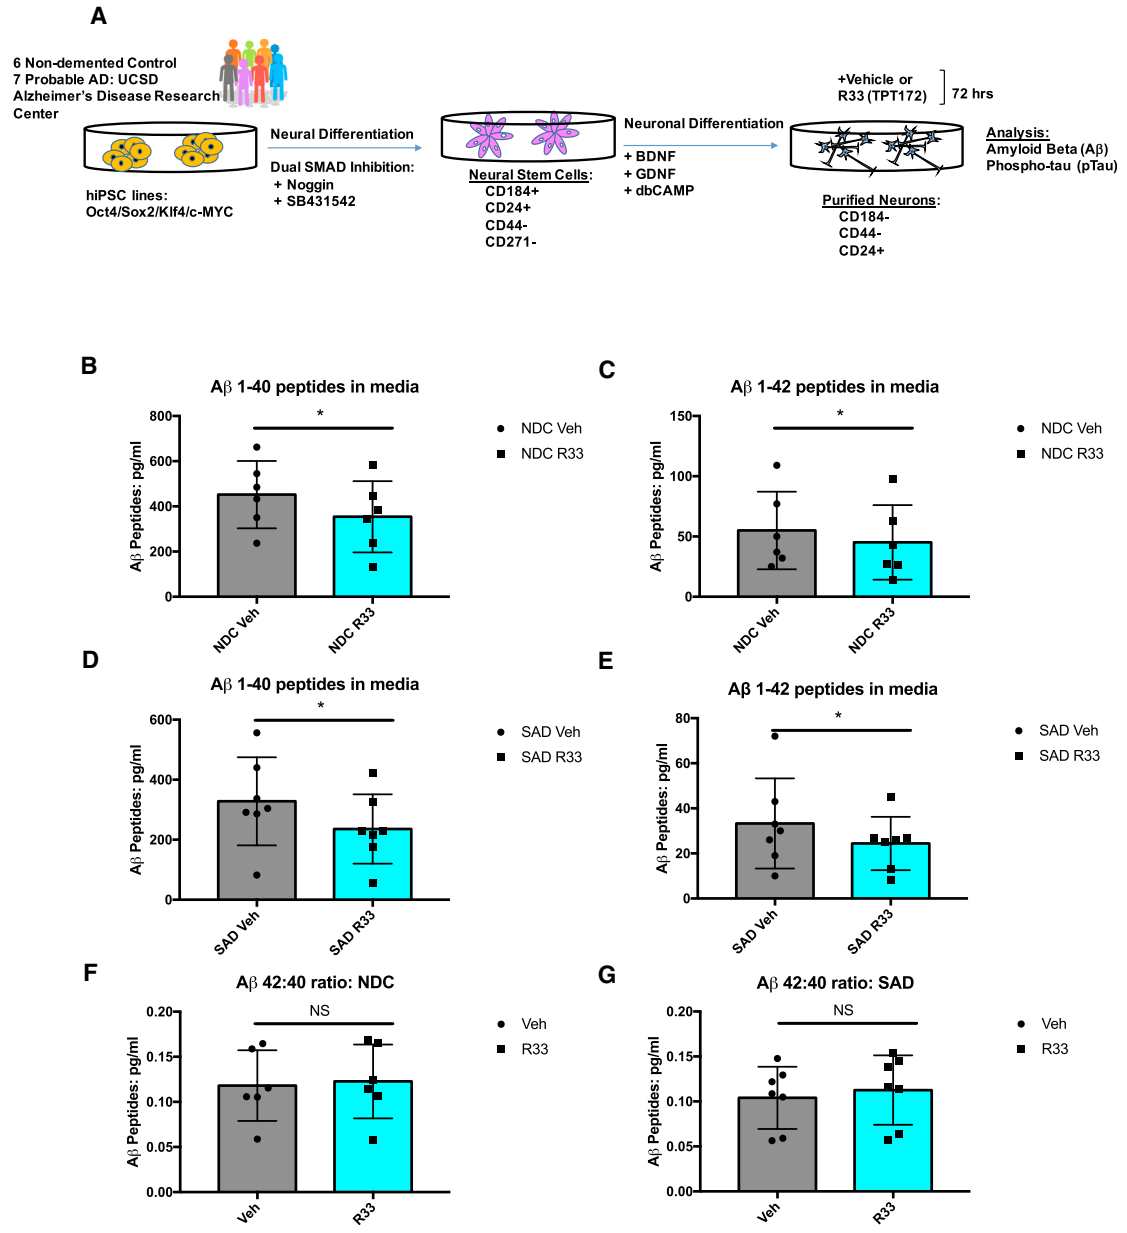 A
6 Non-demented Control
7 Probable AD: UCSD
Alzheimer's Disease Research
Center
hiPSC lines:
Oct4/Sox2/Klf4/c-MYC
Neural Differentiation
Dual SMAD Inhibition:
+ Noggin
+ SB431542
Neural Stem Cells:
CD184+
CD24+
CD44-
CD271-
Neuronal Differentiation
+ BDNF
+ GDNF
+ dbCAMP
+Vehicle or
R33 (TPT172)
72 hrs
Purified Neurons:
CD184-
CD44-
CD24+
Analysis:
Amyloid Beta (Aβ)
Phospho-tau (pTau)
B
Aβ 1-40 peptides in media
*
Aβ Peptides: pg/ml
800
600
400
200
0
NDC Veh
NDC R33
NDC Veh
NDC R33
C
Aβ 1-42 peptides in media
*
Aβ Peptides: pg/ml
150
100
50
0
NDC Veh
NDC R33
NDC Veh
NDC R33
D
Aβ 1-40 peptides in media
*
Aβ Peptides: pg/ml
600
400
200
0
SAD Veh
SAD R33
SAD Veh
SAD R33
E
Aβ 1-42 peptides in media
*
Aβ Peptides: pg/ml
80
60
40
20
0
SAD Veh
SAD R33
SAD Veh
SAD R33
F
Aβ 42:40 ratio: NDC
NS
Aβ Peptides: pg/ml
0.20
0.15
0.10
0.05
0.00
Veh
R33
Veh
R33
G
Aβ 42:40 ratio: SAD
NS
Aβ Peptides: pg/ml
0.20
0.15
0.10
0.05
0.00
Veh
R33
Veh
R33